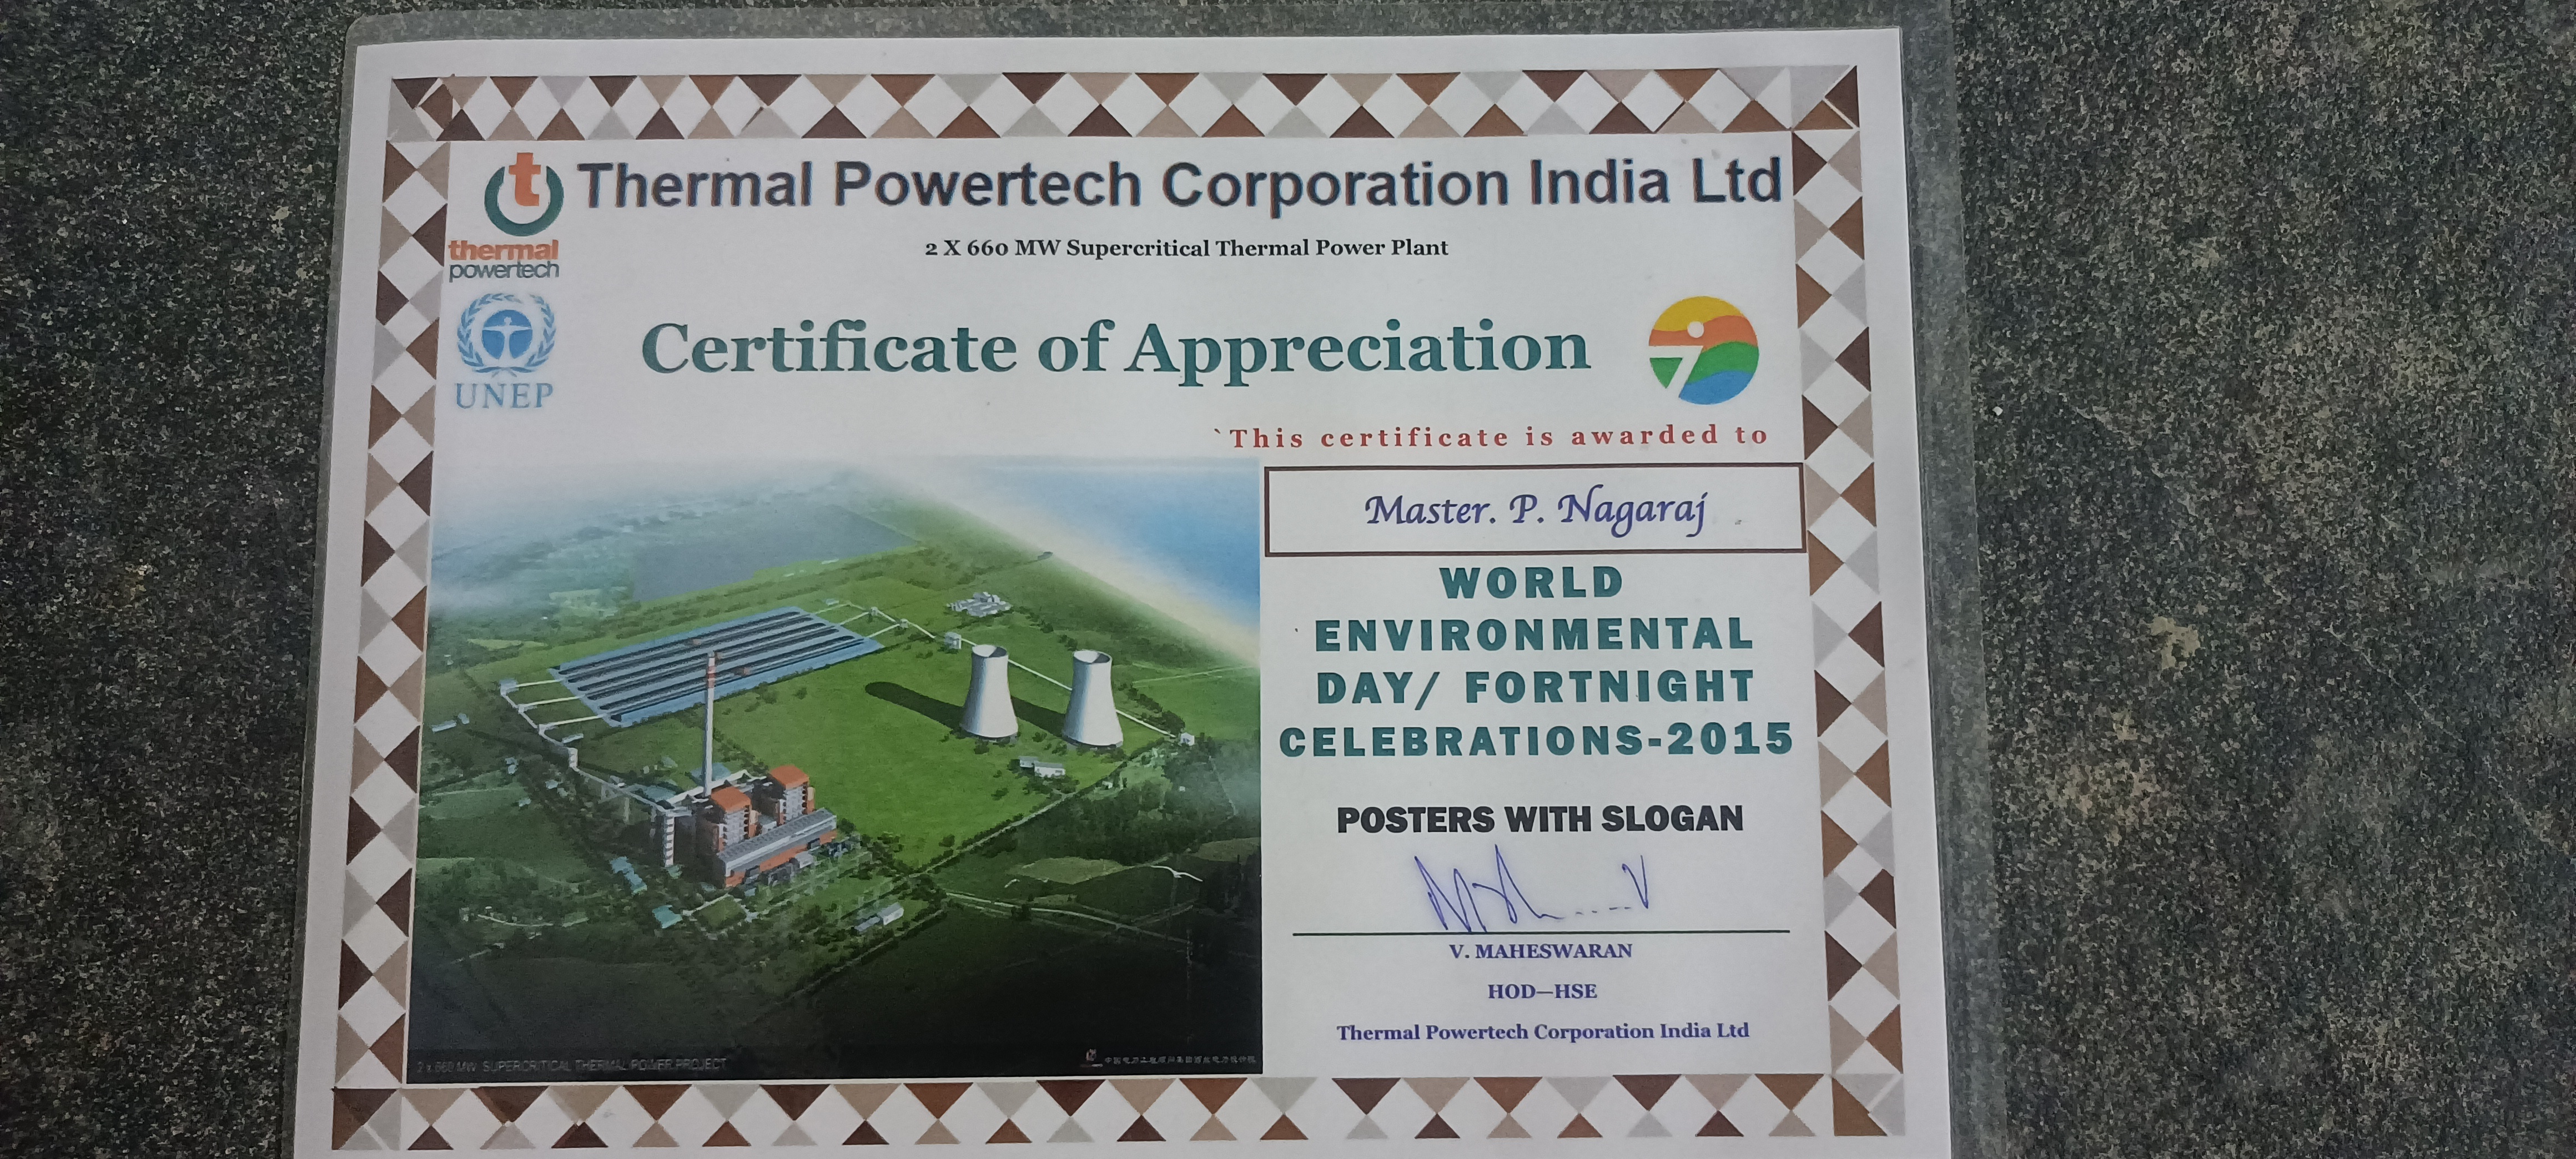 Thermal Powertech Corporation India Ltd
thermal
powertech
2 X 660 MW Supercritical Thermal Power Plant
UNEP
Certificate of Appreciation
`This certificate is awarded to
Master. P. Nagaraj
WORLD
ENVIRONMENTAL
DAY/ FORTNIGHT
CELEBRATIONS-2015
POSTERS WITH SLOGAN
V. MAHESWARAN
HOD—HSE
Thermal Powertech Corporation India Ltd
2 x 660 MW SUPERCRITICAL THERMAL POWER PROJECT